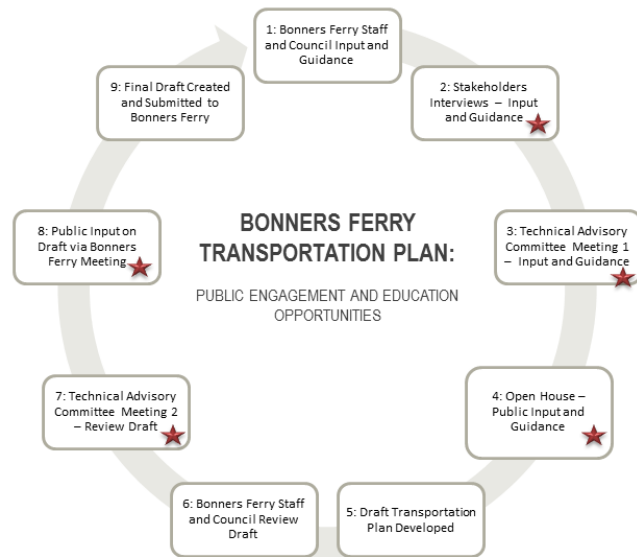 1: Bonners Ferry Staff
and Council Input and
Guidance
2: Stakeholders
Interviews – Input
and Guidance
3: Technical Advisory
Committee Meeting 1
– Input and Guidance
4: Open House –
Public Input and
Guidance
5: Draft Transportation
Plan Developed
6: Bonners Ferry Staff
and Council Review
Draft
7: Technical Advisory
Committee Meeting 2
– Review Draft
8: Public Input on
Draft via Bonners
Ferry Meeting
9: Final Draft Created
and Submitted to
Bonners Ferry
BONNERS FERRY
TRANSPORTATION PLAN:
PUBLIC ENGAGEMENT AND EDUCATION
OPPORTUNITIES